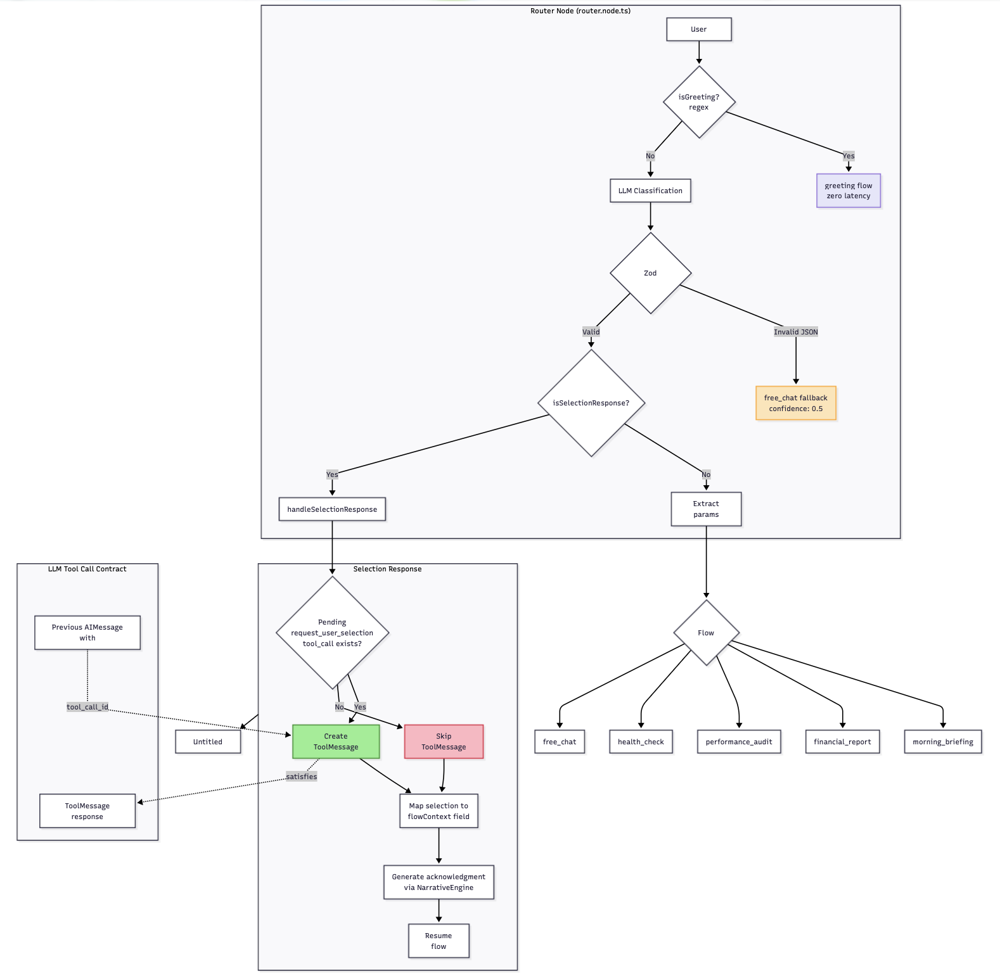 Router Node (router.node.ts)
User
isGreeting?
regex
No
Yes
LLM Classification
greeting flow
zero latency
Zod
Valid
Invalid JSON
isSelectionResponse?
free_chat fallback
confidence: 0.5
Yes
No
handleSelectionResponse
Extract
params
LLM Tool Call Contract
Selection Response
Previous AIMessage
with
Pending
request_user_selection
tool_call exists?
Flow
tool_call_id
No
Yes
Untitled
Create
ToolMessage
Skip
ToolMessage
free_chat
health_check
performance_audit
financial_report
morning_briefing
satisfies
ToolMessage
response
Map selection to
flowContext field
Generate acknowledgment
via NarrativeEngine
Resume
flow